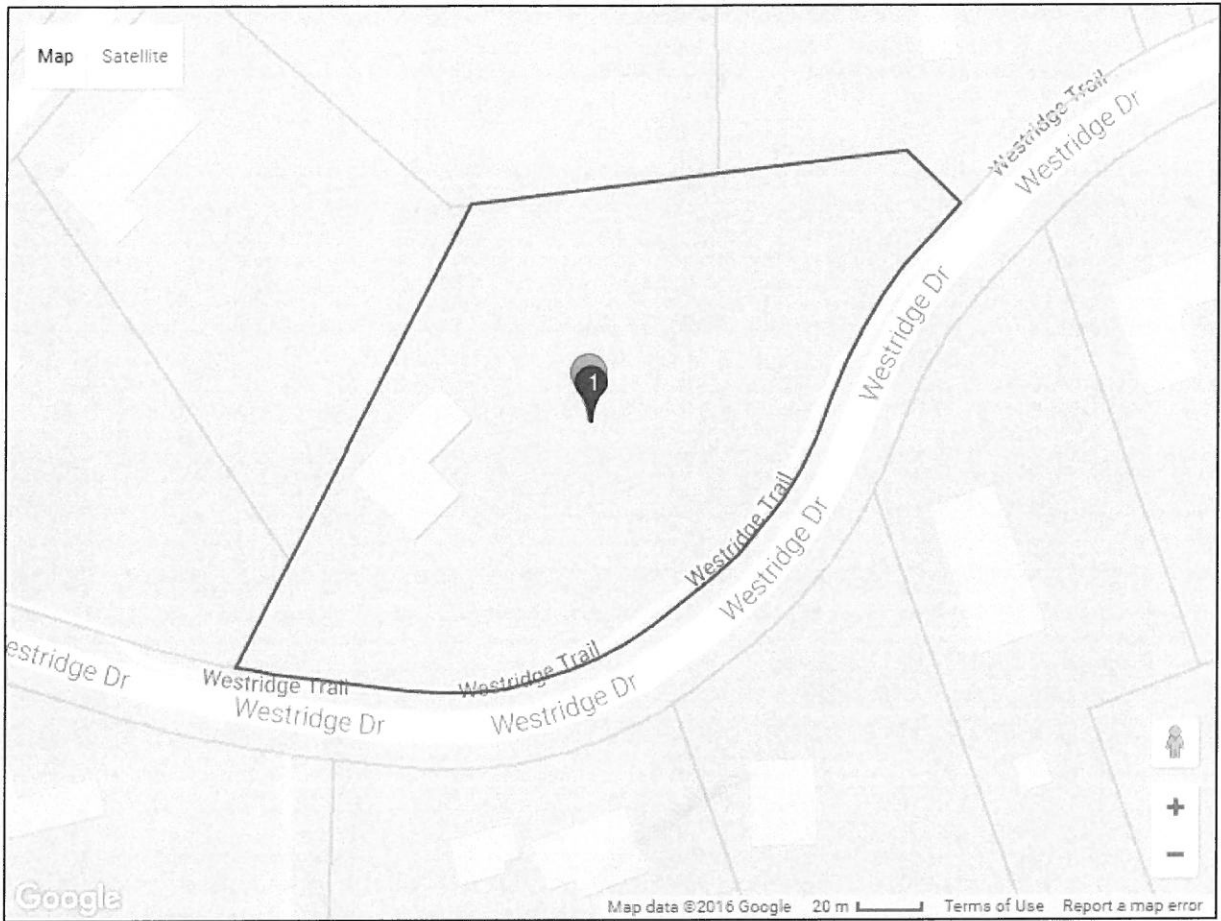 Map Satellite
Westridge Trail
Westridge Dr
Westridge Dr
1
Westridge Trail
Westridge Dr
estridge Dr
Westridge Trail
Westridge Dr
Westridge Trail
Westridge Dr
Google
Map data ©2016 Google 20 m Terms of Use Report a map error